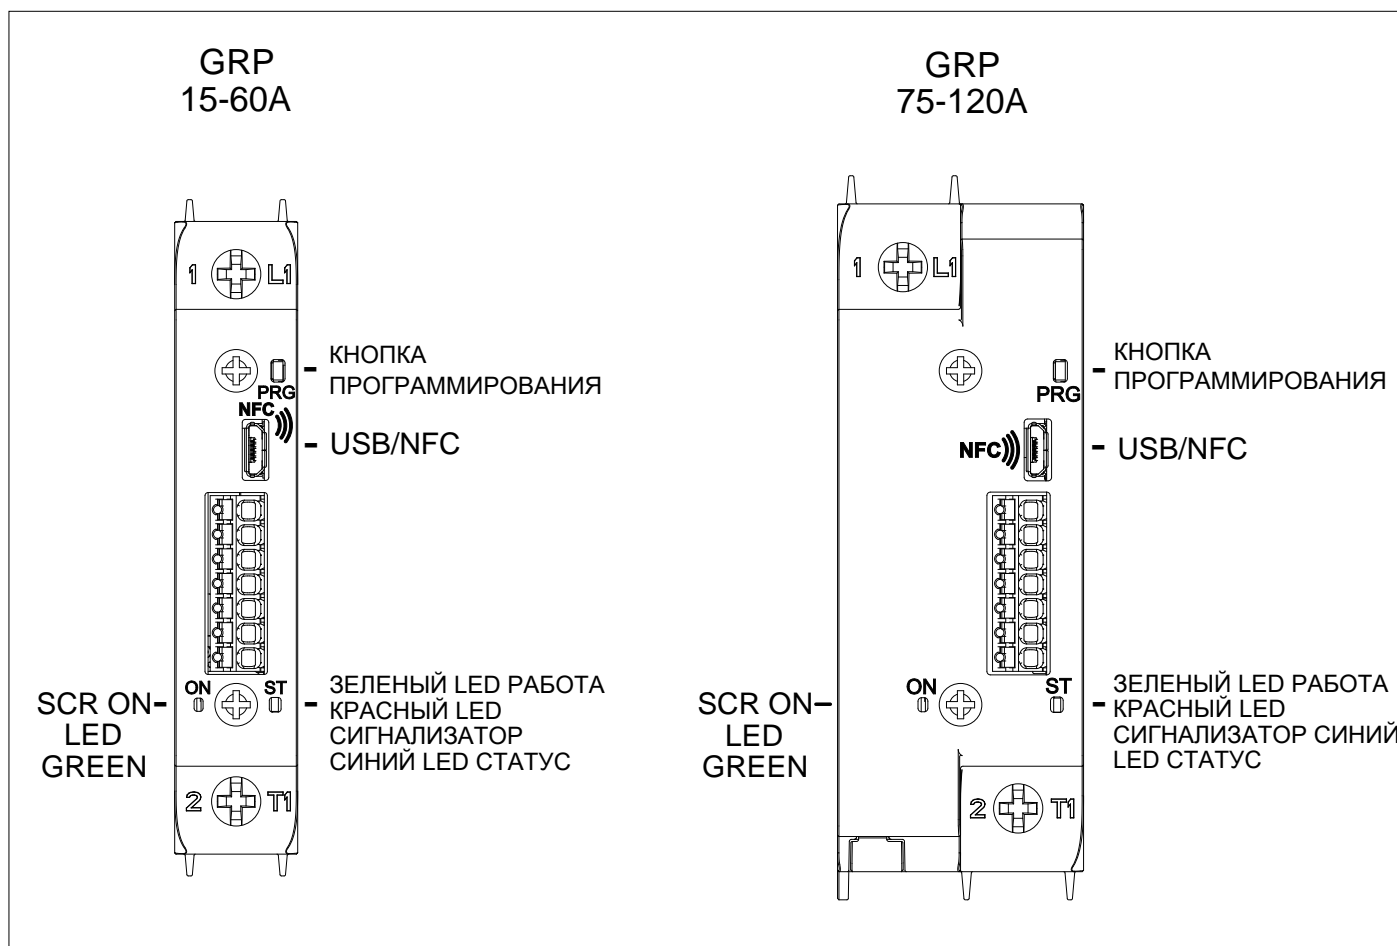 GRP
15-60A
1 L1
КНОПКА
ПРОГРАММИРОВАНИЯ
PRG
NFC
USB/NFC
ON ST
SCR ON
LED
GREEN
ЗЕЛЕНЫЙ LED РАБОТА
КРАСНЫЙ LED
СИГНАЛИЗАТОР
СИНИЙ LED СТАТУС
2 T1
GRP
75-120A
1 L1
КНОПКА
ПРОГРАММИРОВАНИЯ
PRG
NFC
USB/NFC
ON ST
SCR ON
LED
GREEN
ЗЕЛЕНЫЙ LED РАБОТА
КРАСНЫЙ LED
СИГНАЛИЗАТОР СИНИЙ
LED СТАТУС
2 T1